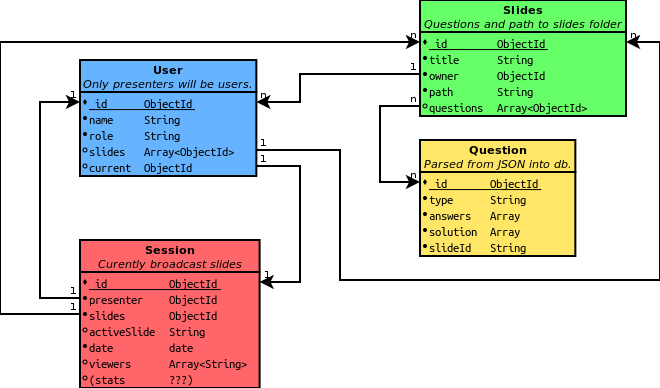 Slides
Questions and path to slides folder
_id ObjectId
title String
owner ObjectId
path String
questions Array<ObjectId>
User
Only presenters will be users.
_id ObjectId
name String
role String
slides Array<ObjectId>
current ObjectId
Question
Parsed from JSON into db.
_id ObjectId
type String
answers Array
solution Array
slideId String
Session
Curently broadcast slides
_id ObjectId
presenter ObjectId
slides ObjectId
activeSlide String
date date
viewers Array<String>
(stats ???)
n
n
1
n
1
n
1
1
n
1
1
1